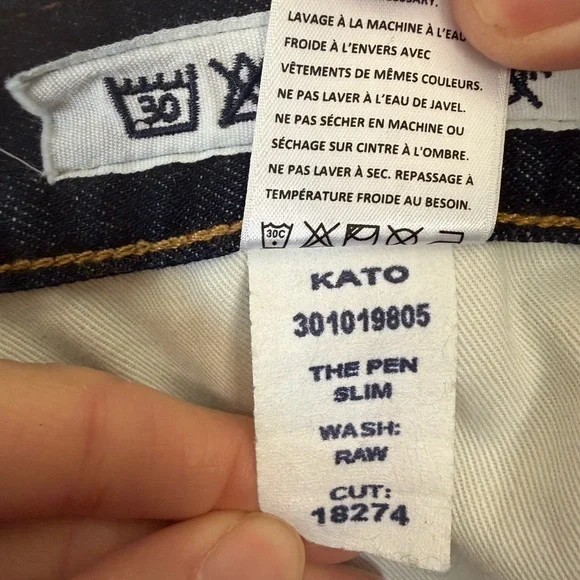 NECESSARY.
LAVAGE À LA MACHINE À L'EAU
FROIDE À L'ENVERS AVEC
VÊTEMENTS DE MÊMES COULEURS.
NE PAS LAVER À L'EAU DE JAVEL.
NE PAS SÉCHER EN MACHINE OU
SÉCHAGE SUR CINTRE À L'OMBRE.
NE PAS LAVER À SEC. REPASSAGE À
TEMPÉRATURE FROIDE AU BESOIN.
30
30C
KATO
301019805
THE PEN
SLIM
WASH:
RAW
CUT:
18274